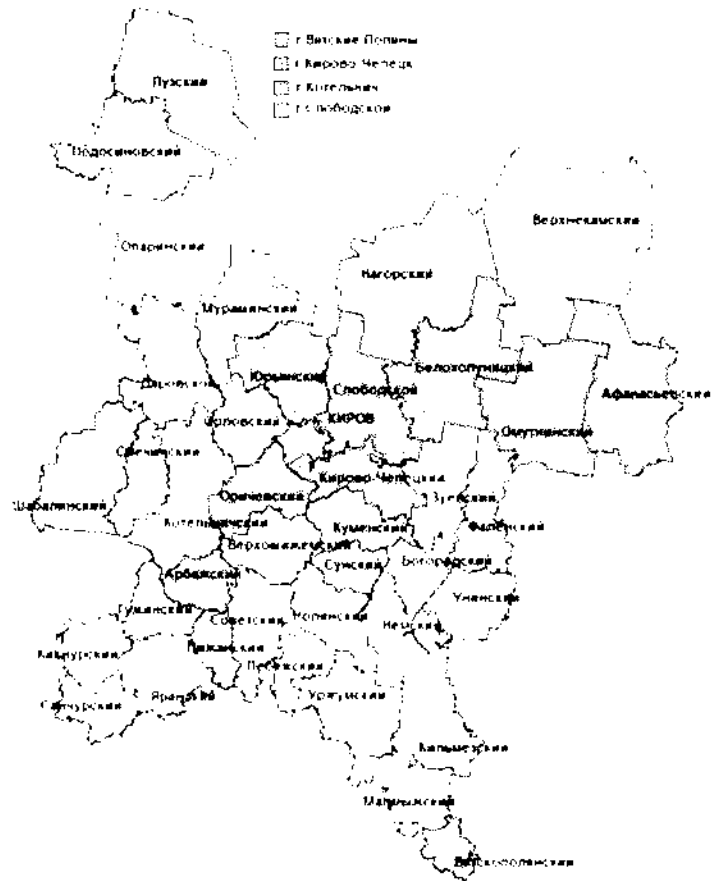 г Вятские Поляны
г Кирово-Чепецк
г Котельнич
г Слободской
Лузский
Подосиновский
Верхнекамский
Опаринский
Нагорский
Мурашинский
Белохолуницкий
Юрьянский
Слободской
Даровской
Афанасьевский
Орловский
КИРОВ
Омутнинский
Свечинский
Кирово-Чепецкий
Оричевский
Зуевский
Шабалинский
Котельничский
Куменский
Фаленский
Верхошижемский
Сунский
Богородский
Арбажский
Унинский
Тужинский
Советский
Нолинский
Немский
Кикнурский
Пижанский
Лебяжский
Санчурский
Яранский
Уржумский
Кильмезский
Малмыжский
Вятскополянский